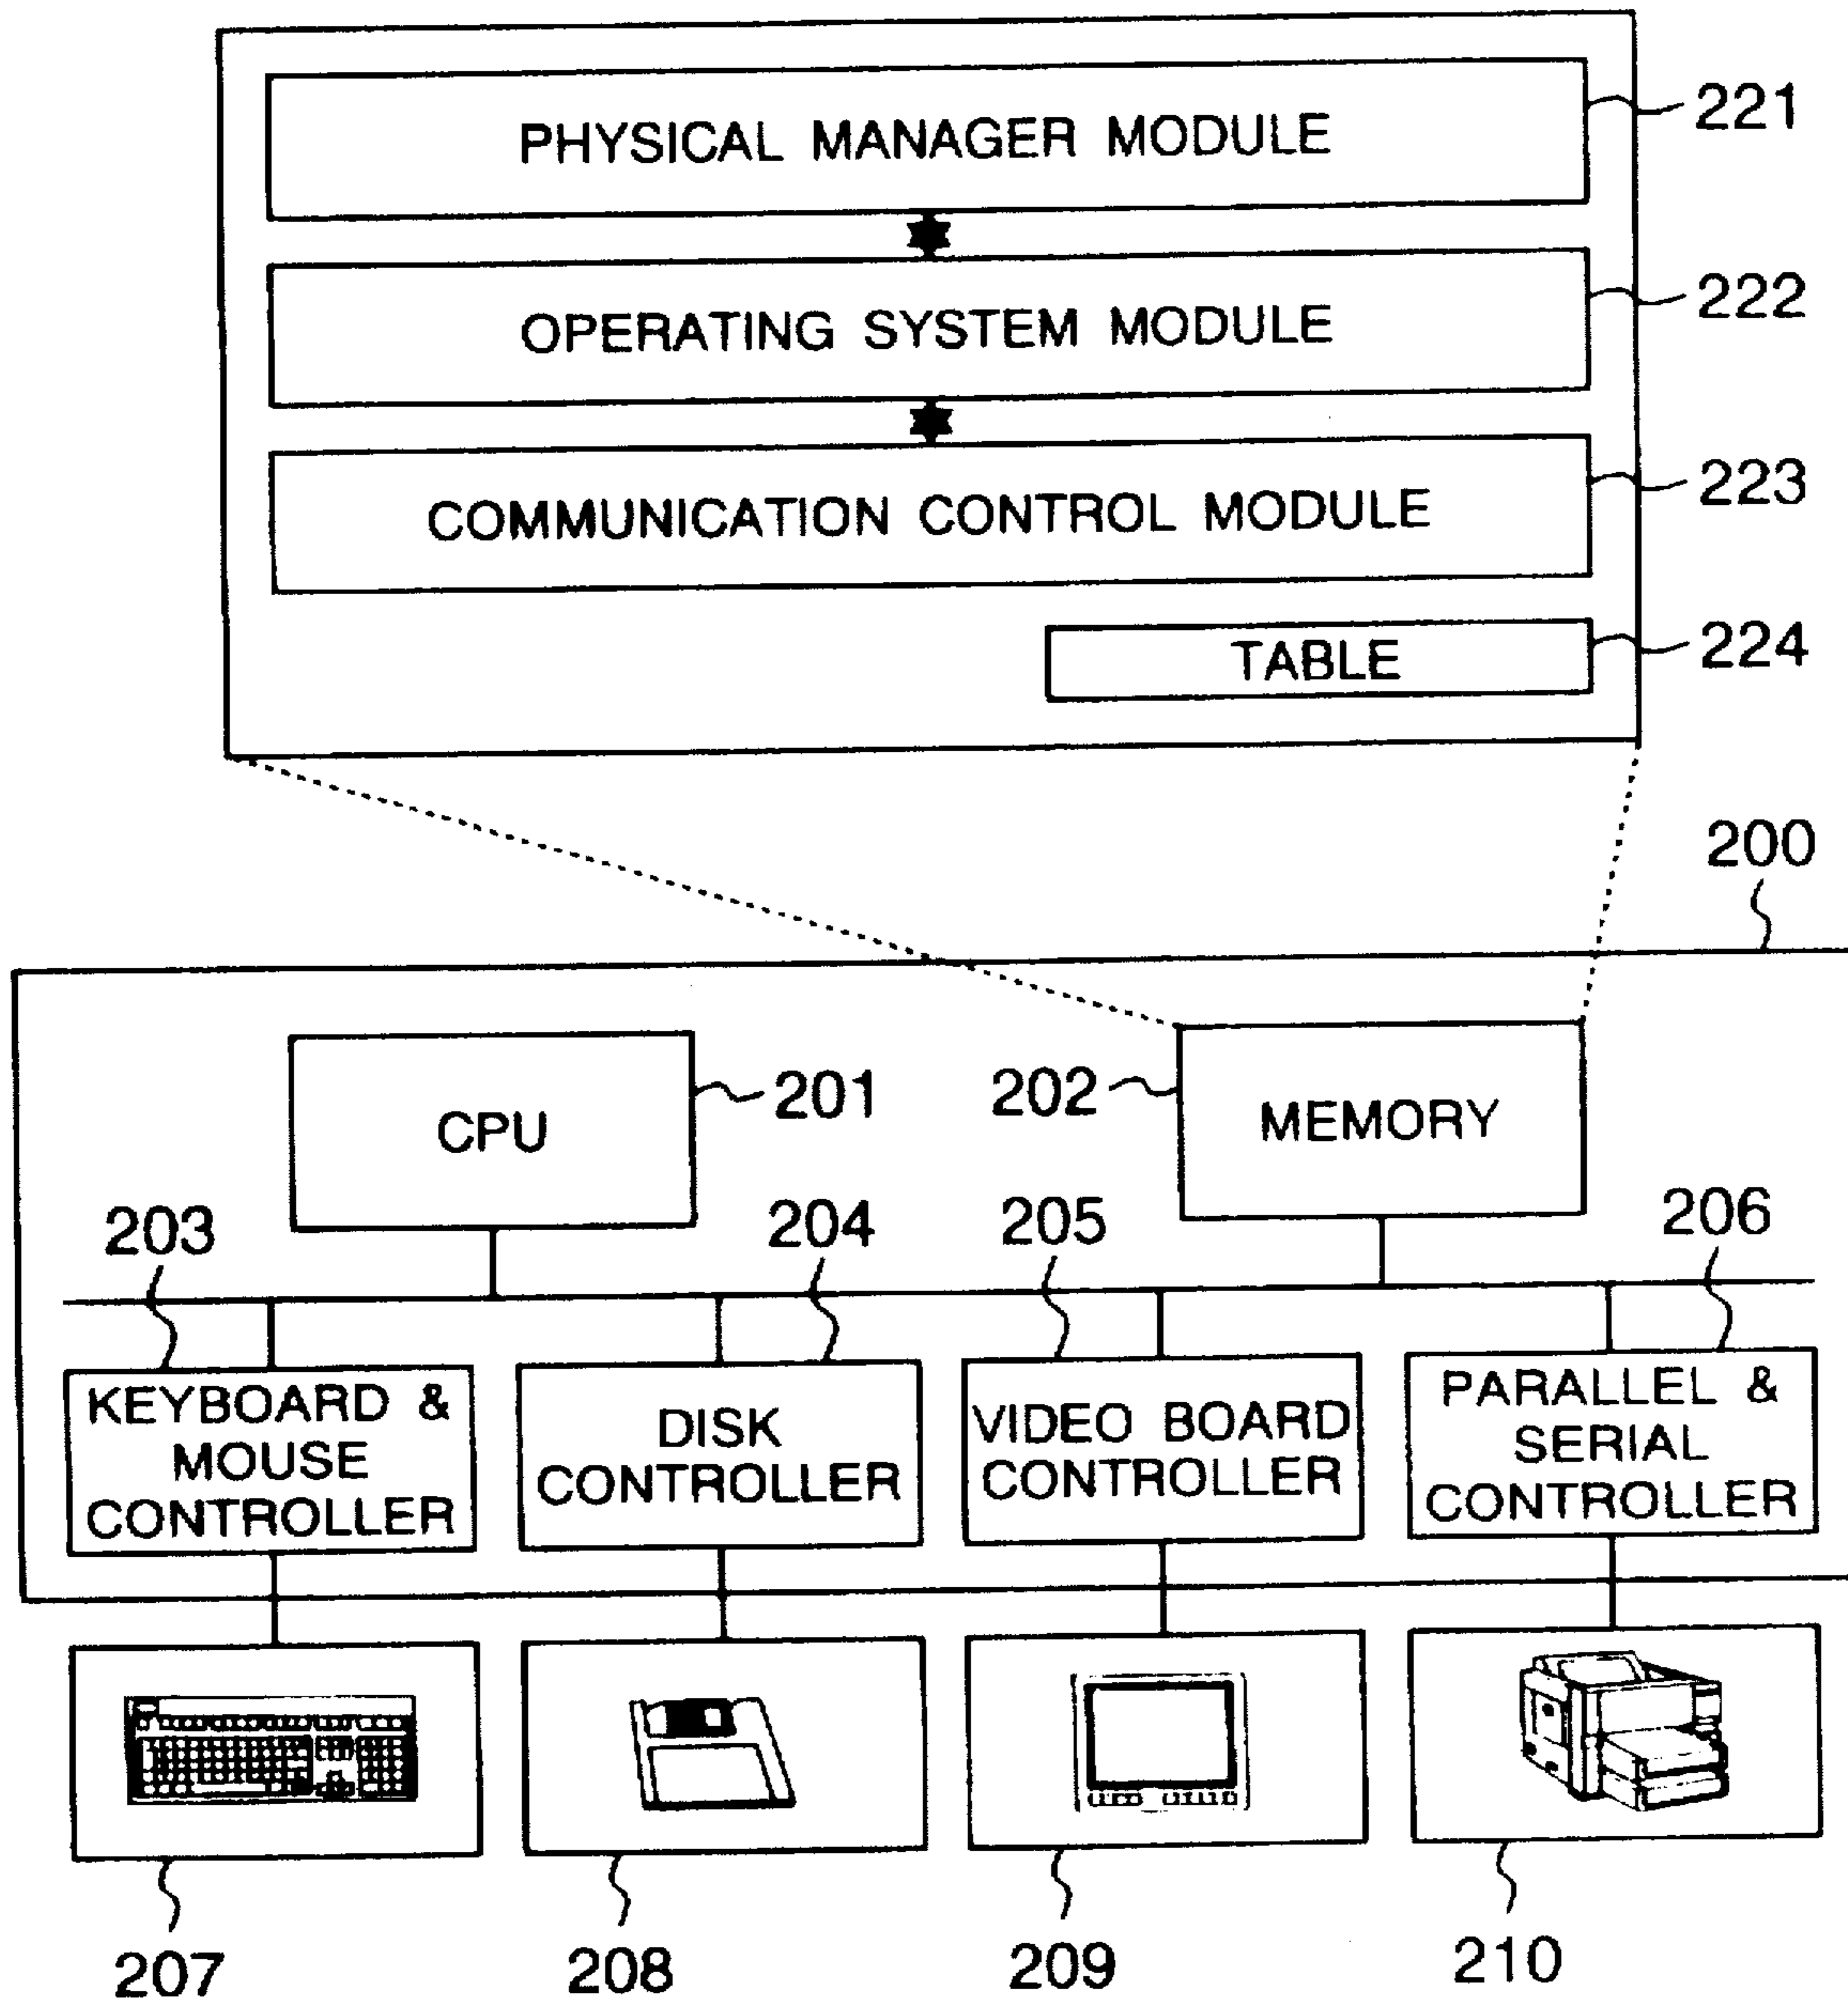 PHYSICAL MANAGER MODULE
221
OPERATING SYSTEM MODULE
222
COMMUNICATION CONTROL MODULE
223
TABLE
224
200
CPU
201
202
MEMORY
203
204
205
206
KEYBOARD &
MOUSE
CONTROLLER
DISK
CONTROLLER
VIDEO BOARD
CONTROLLER
PARALLEL &
SERIAL
CONTROLLER
207
208
209
210